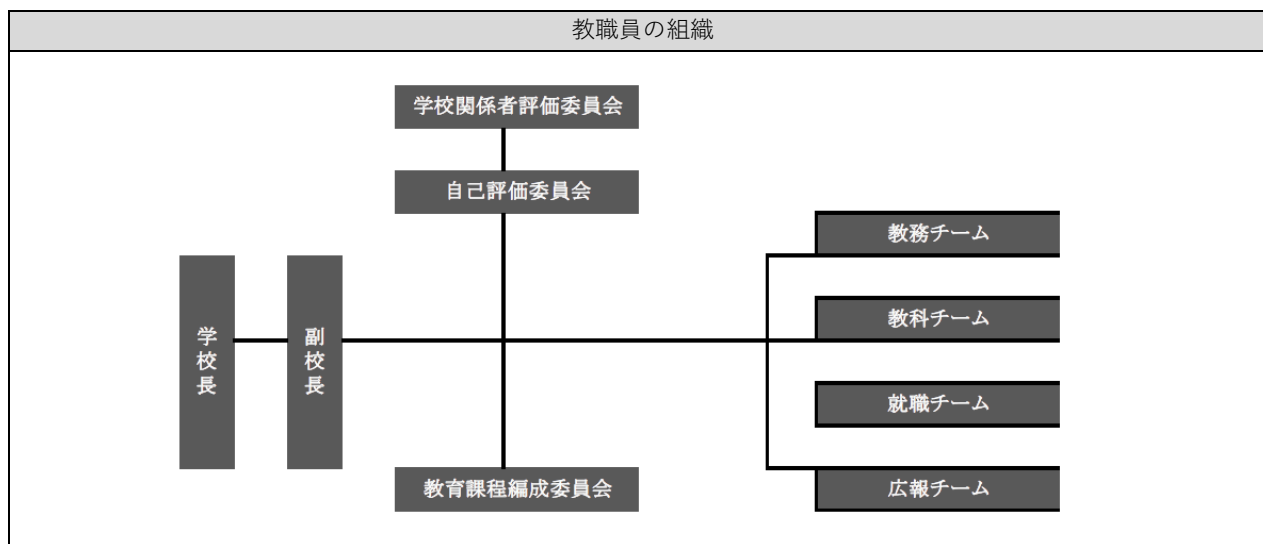 教職員の組織
学校関係者評価委員会
自己評価委員会
学校長
副校長
教育課程編成委員会
教務チーム
教科チーム
就職チーム
広報チーム